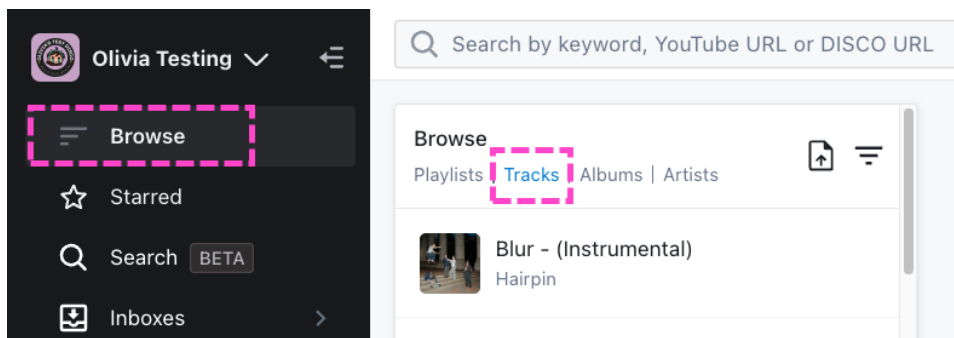 Olivia Testing
Browse
Starred
Search BETA
Inboxes
Search by keyword, YouTube URL or DISCO URL
Browse
Playlists | Tracks | Albums | Artists
Blur - (Instrumental)
Hairpin